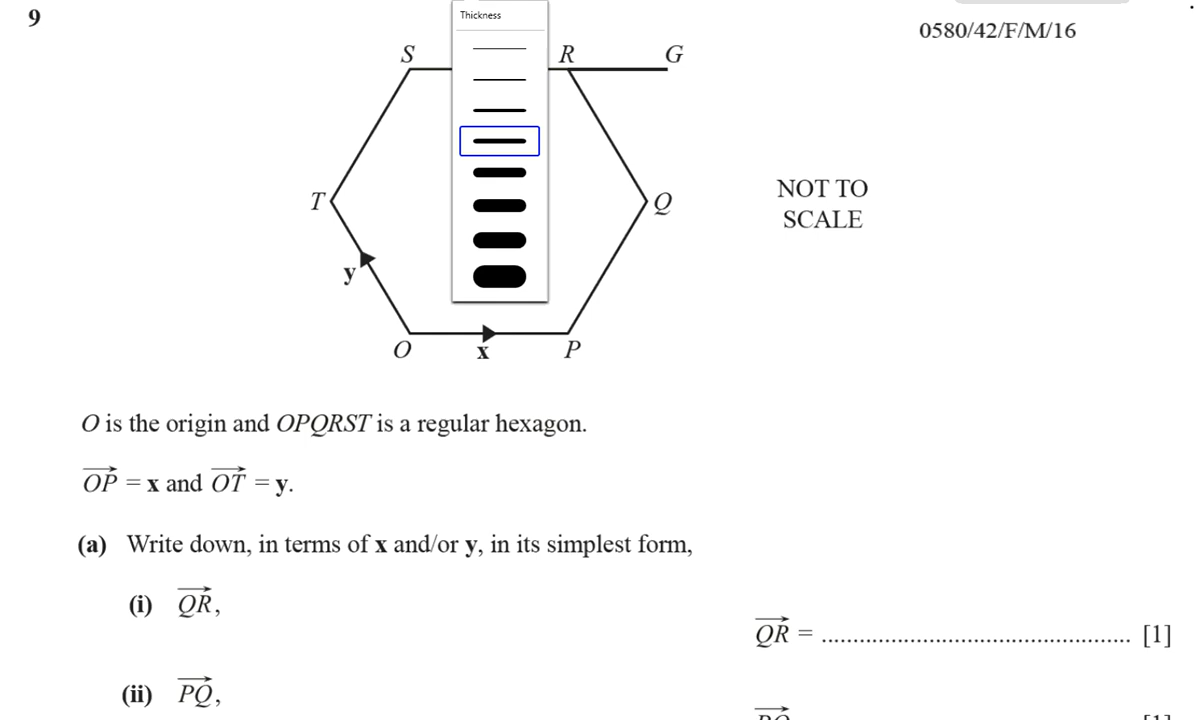 9
Thickness
0580/42/F/M/16
S
R
G
T
Q
NOT TO
SCALE
y
O
x
P
O is the origin and OPQRST is a regular hexagon.
OP = x and OT = y.
(a) Write down, in terms of x and/or y, in its simplest form,
(i) QR,
QR = ................................................ [1]
(ii) PQ,